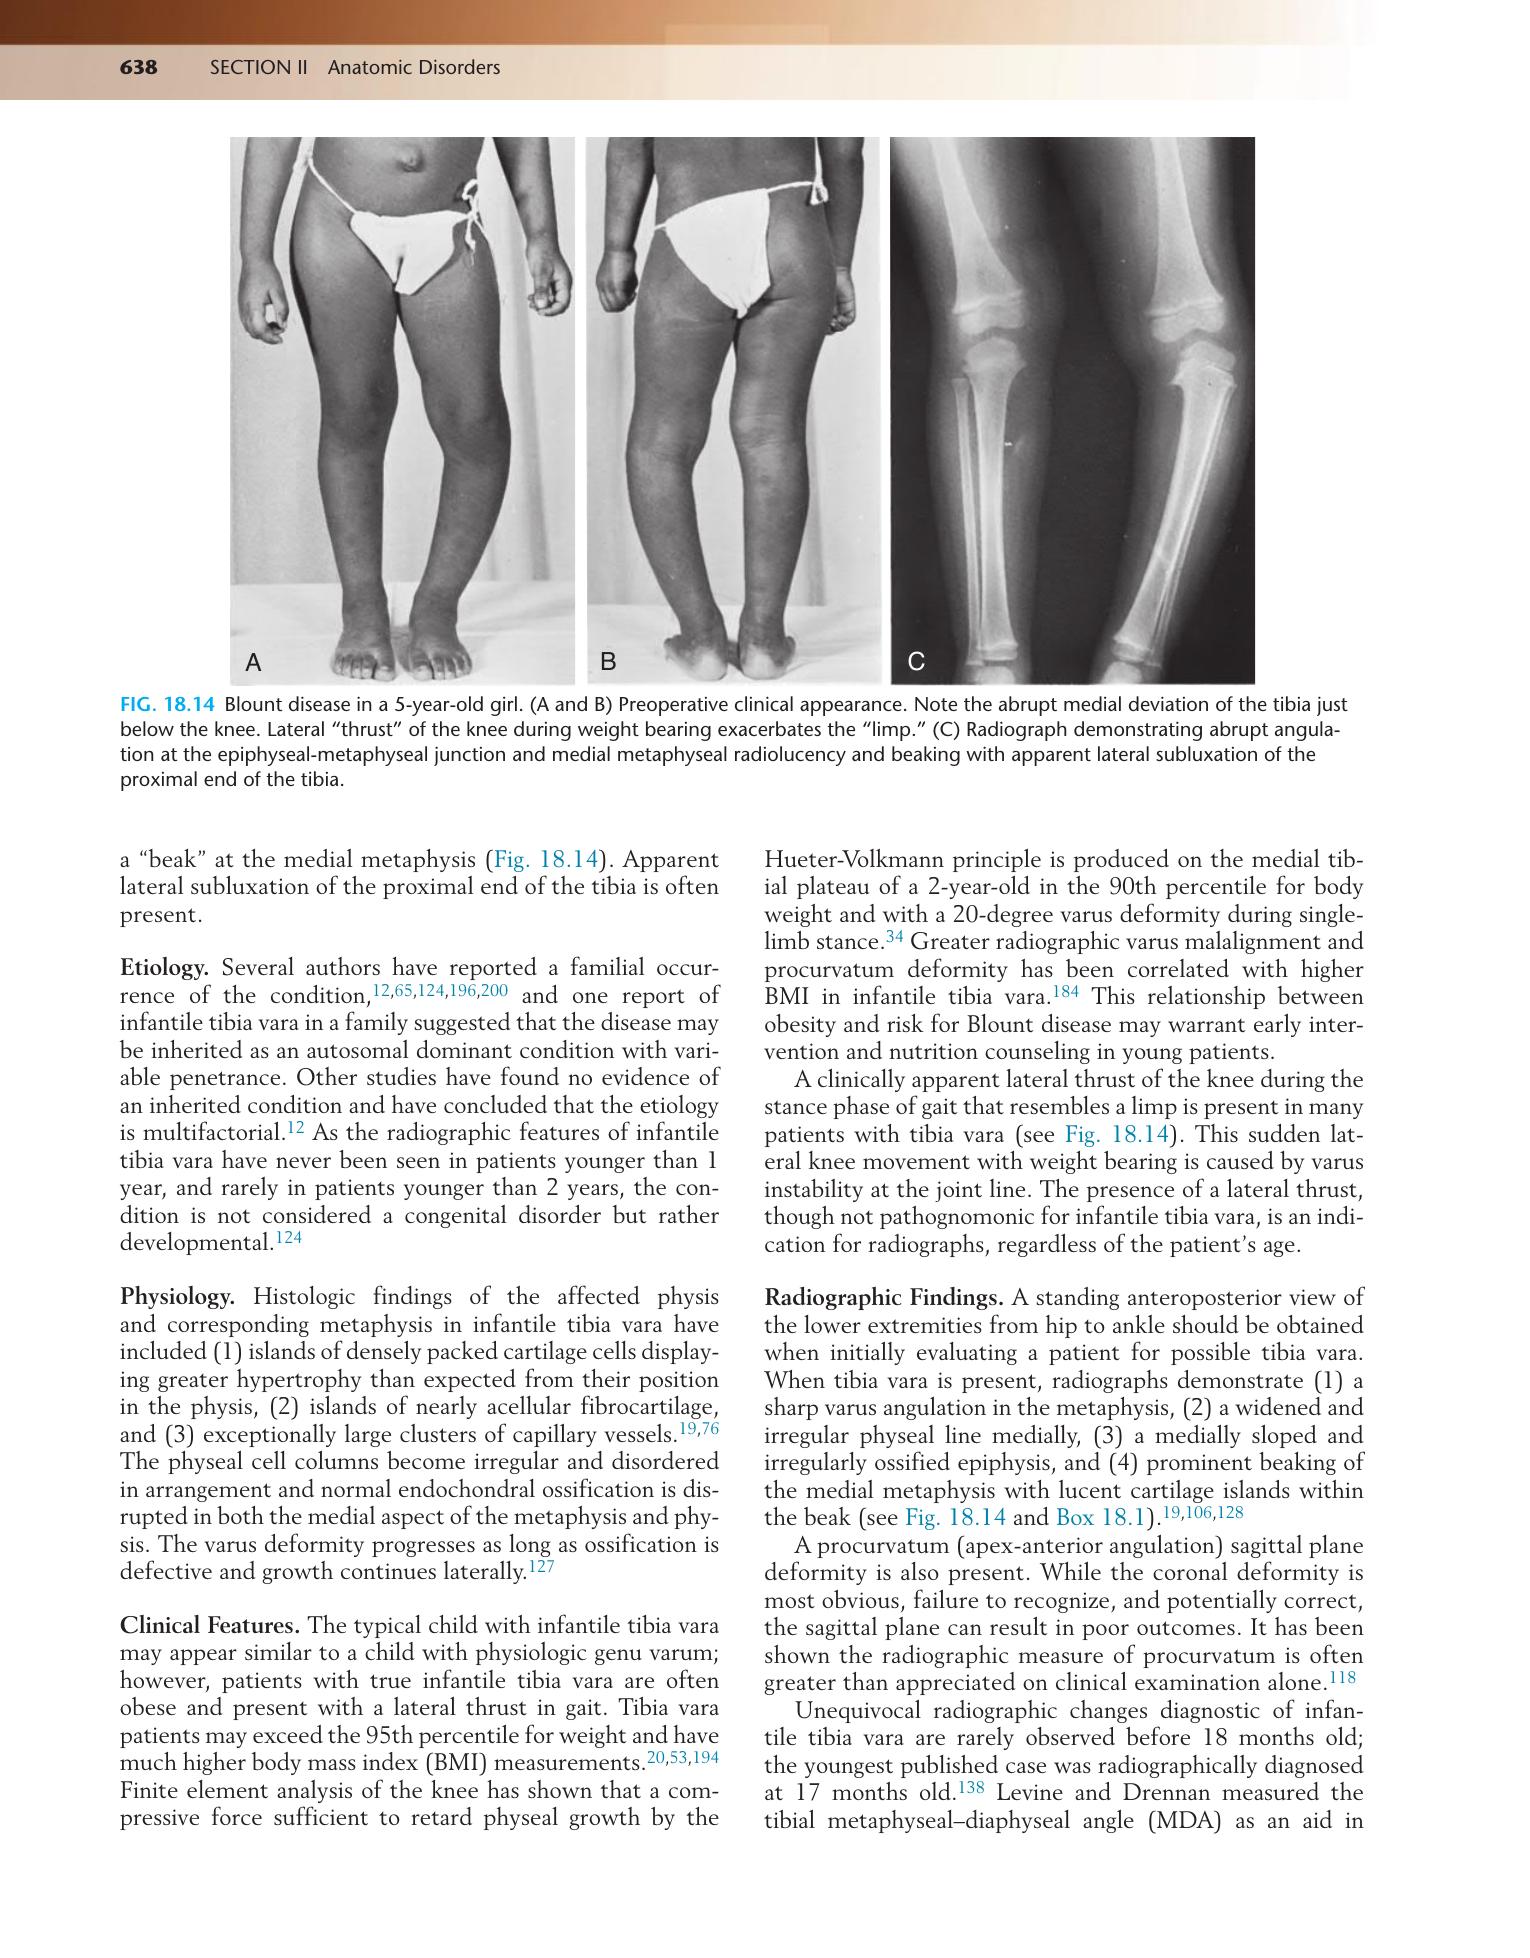 638 SECTION II Anatomic Disorders
A
B
C
FIG. 18.14 Blount disease in a 5-year-old girl. (A and B) Preoperative clinical appearance. Note the abrupt medial deviation of the tibia just
below the knee. Lateral “thrust” of the knee during weight bearing exacerbates the “limp.” (C) Radiograph demonstrating abrupt angula-
tion at the epiphyseal-metaphyseal junction and medial metaphyseal radiolucency and beaking with apparent lateral subluxation of the
proximal end of the tibia.
a “beak” at the medial metaphysis (Fig. 18.14). Apparent
lateral subluxation of the proximal end of the tibia is often
present.
Etiology. Several authors have reported a familial occur-
rence of the condition,12,65,124,196,200 and one report of
infantile tibia vara in a family suggested that the disease may
be inherited as an autosomal dominant condition with vari-
able penetrance. Other studies have found no evidence of
an inherited condition and have concluded that the etiology
is multifactorial.12 As the radiographic features of infantile
tibia vara have never been seen in patients younger than 1
year, and rarely in patients younger than 2 years, the con-
dition is not considered a congenital disorder but rather
developmental.124
Physiology. Histologic findings of the affected physis
and corresponding metaphysis in infantile tibia vara have
included (1) islands of densely packed cartilage cells display-
ing greater hypertrophy than expected from their position
in the physis, (2) islands of nearly acellular fibrocartilage,
and (3) exceptionally large clusters of capillary vessels.19,76
The physeal cell columns become irregular and disordered
in arrangement and normal endochondral ossification is dis-
rupted in both the medial aspect of the metaphysis and phy-
sis. The varus deformity progresses as long as ossification is
defective and growth continues laterally.127
Clinical Features. The typical child with infantile tibia vara
may appear similar to a child with physiologic genu varum;
however, patients with true infantile tibia vara are often
obese and present with a lateral thrust in gait. Tibia vara
patients may exceed the 95th percentile for weight and have
much higher body mass index (BMI) measurements.20,53,194
Finite element analysis of the knee has shown that a com-
pressive force sufficient to retard physeal growth by the
Hueter-Volkmann principle is produced on the medial tib-
ial plateau of a 2-year-old in the 90th percentile for body
weight and with a 20-degree varus deformity during single-
limb stance.34 Greater radiographic varus malalignment and
procurvatum deformity has been correlated with higher
BMI in infantile tibia vara.184 This relationship between
obesity and risk for Blount disease may warrant early inter-
vention and nutrition counseling in young patients.
A clinically apparent lateral thrust of the knee during the
stance phase of gait that resembles a limp is present in many
patients with tibia vara (see Fig. 18.14). This sudden lat-
eral knee movement with weight bearing is caused by varus
instability at the joint line. The presence of a lateral thrust,
though not pathognomonic for infantile tibia vara, is an indi-
cation for radiographs, regardless of the patient’s age.
Radiographic Findings. A standing anteroposterior view of
the lower extremities from hip to ankle should be obtained
when initially evaluating a patient for possible tibia vara.
When tibia vara is present, radiographs demonstrate (1) a
sharp varus angulation in the metaphysis, (2) a widened and
irregular physeal line medially, (3) a medially sloped and
irregularly ossified epiphysis, and (4) prominent beaking of
the medial metaphysis with lucent cartilage islands within
the beak (see Fig. 18.14 and Box 18.1).19,106,128
A procurvatum (apex-anterior angulation) sagittal plane
deformity is also present. While the coronal deformity is
most obvious, failure to recognize, and potentially correct,
the sagittal plane can result in poor outcomes. It has been
shown the radiographic measure of procurvatum is often
greater than appreciated on clinical examination alone.118
Unequivocal radiographic changes diagnostic of infan-
tile tibia vara are rarely observed before 18 months old;
the youngest published case was radiographically diagnosed
at 17 months old.138 Levine and Drennan measured the
tibial metaphyseal–diaphyseal angle (MDA) as an aid in